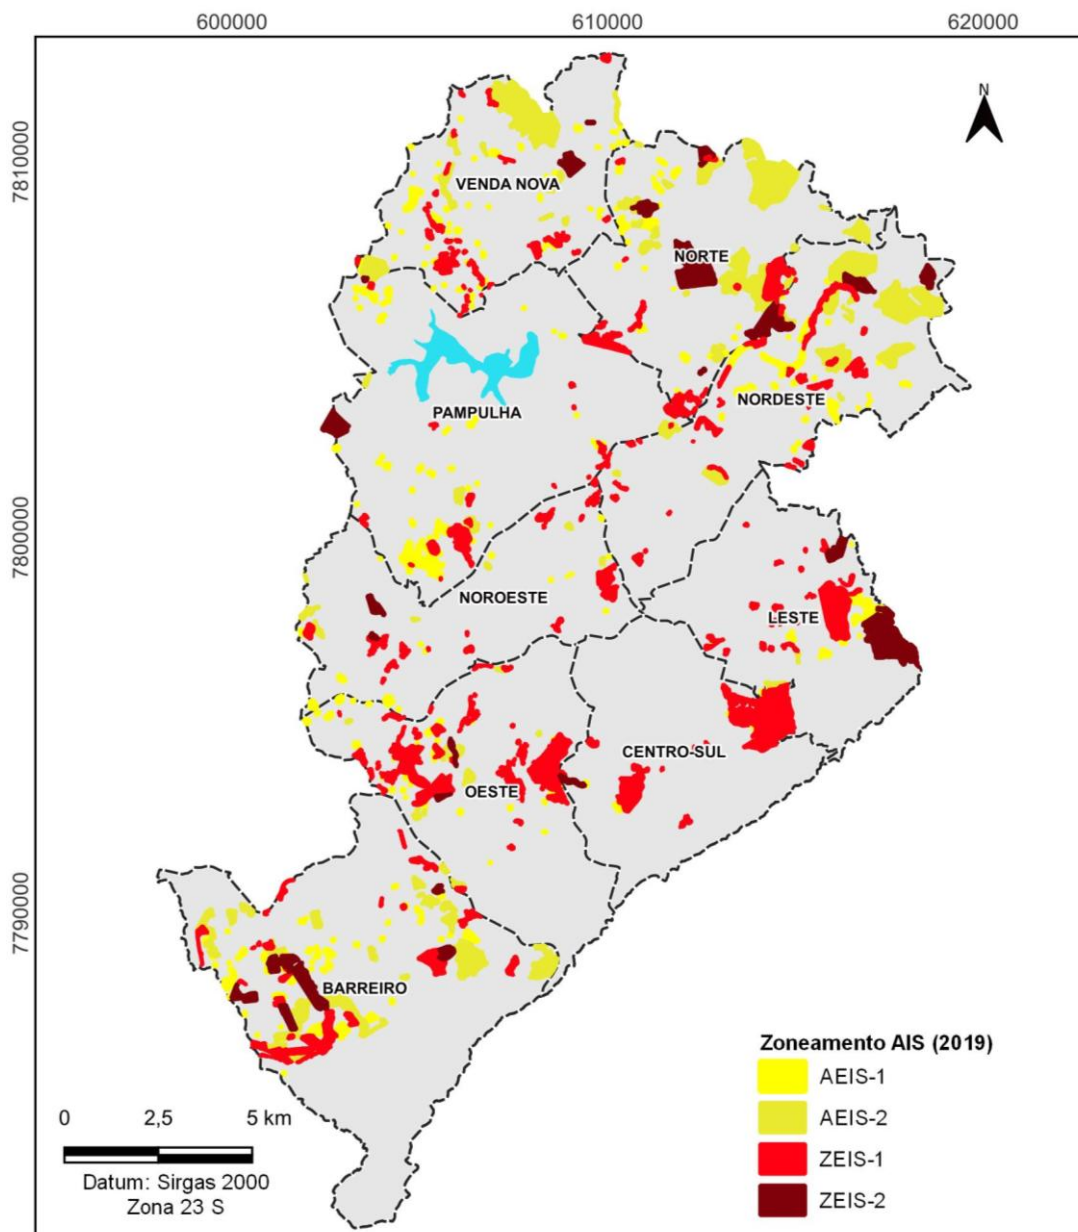 600000
610000
620000
7810000
7800000
7790000
N
VENDA NOVA
NORTE
PAMPULHA
NORDESTE
NOROESTE
LESTE
CENTRO-SUL
OESTE
BARREIRO
Zoneamento AIS (2019)
AEIS-1
AEIS-2
ZEIS-1
ZEIS-2
0 2,5 5 km
Datum: Sirgas 2000
Zona 23 S